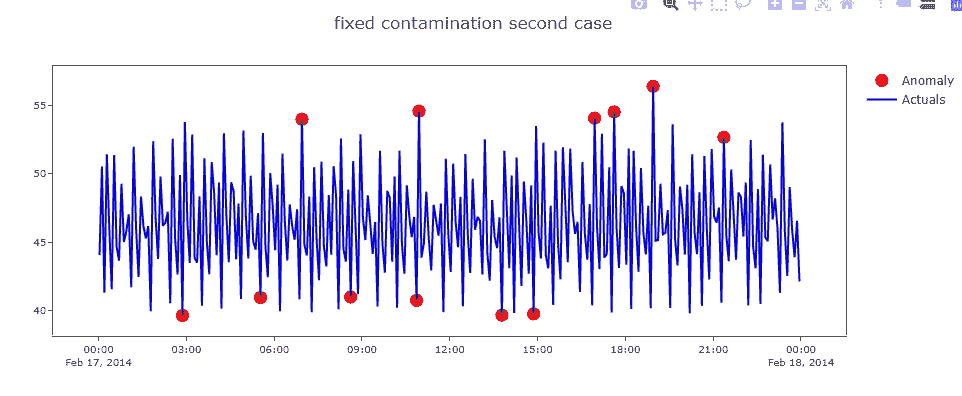 fixed contamination second case
Anomaly
Actuals
55
50
45
40
00:00 03:00 06:00 09:00 12:00 15:00 18:00 21:00 00:00
Feb 17, 2014 Feb 18, 2014